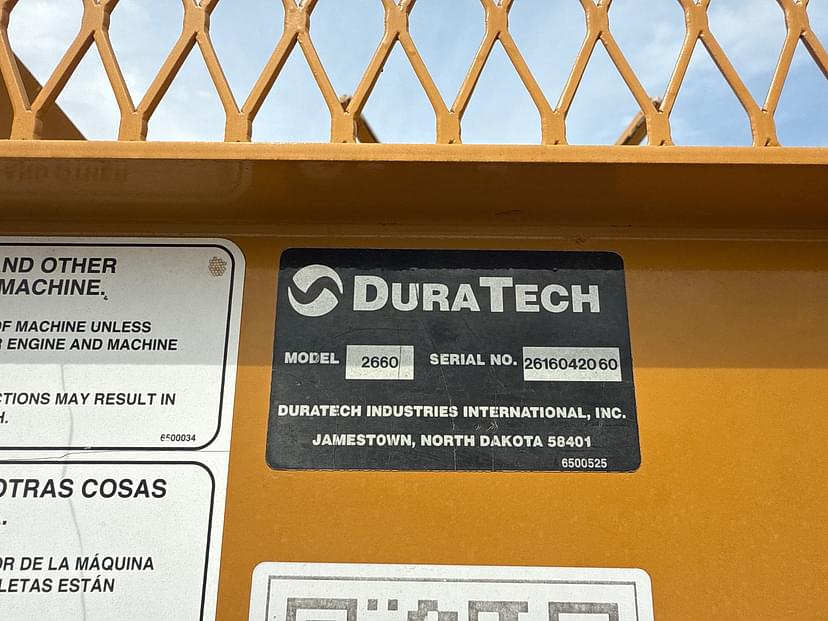 ND OTHER
MACHINE.
OF MACHINE UNLESS
R ENGINE AND MACHINE
CTIONS MAY RESULT IN
H.
6500034
OTRAS COSAS
.
OR DE LA MÁQUINA
LETAS ESTÁN
DURATECH
MODEL 2660 SERIAL NO. 2616042060
DURATECH INDUSTRIES INTERNATIONAL, INC.
JAMESTOWN, NORTH DAKOTA 58401
6500525